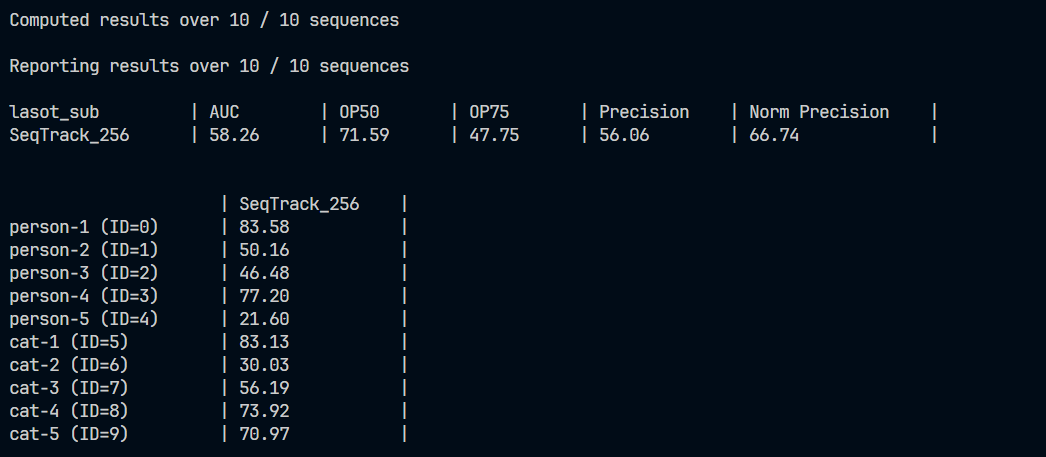 Computed results over 10 / 10 sequences
Reporting results over 10 / 10 sequences
lasot_sub | AUC | OP50 | OP75 | Precision | Norm Precision |
SeqTrack_256 | 58.26 | 71.59 | 47.75 | 56.06 | 66.74 |
| SeqTrack_256 |
person-1 (ID=0) | 83.58 |
person-2 (ID=1) | 50.16 |
person-3 (ID=2) | 46.48 |
person-4 (ID=3) | 77.20 |
person-5 (ID=4) | 21.60 |
cat-1 (ID=5) | 83.13 |
cat-2 (ID=6) | 30.03 |
cat-3 (ID=7) | 56.19 |
cat-4 (ID=8) | 73.92 |
cat-5 (ID=9) | 70.97 |